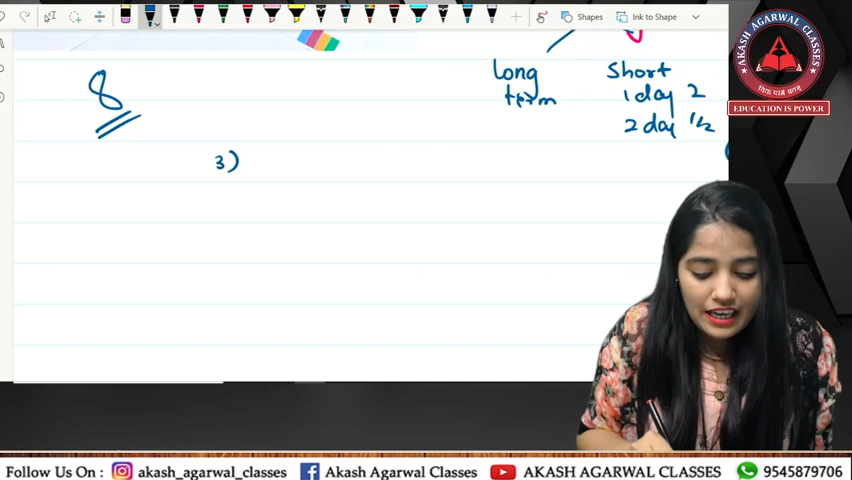 Shapes
Ink to Shape
AKASH AGARWAL CLASSES
EDUCATION IS POWER
8
long
term
Short
1 day 2
2 day 1/2
3)
Follow Us On : akash_agarwal_classes Akash Agarwal Classes AKASH AGARWAL CLASSES 9545879706